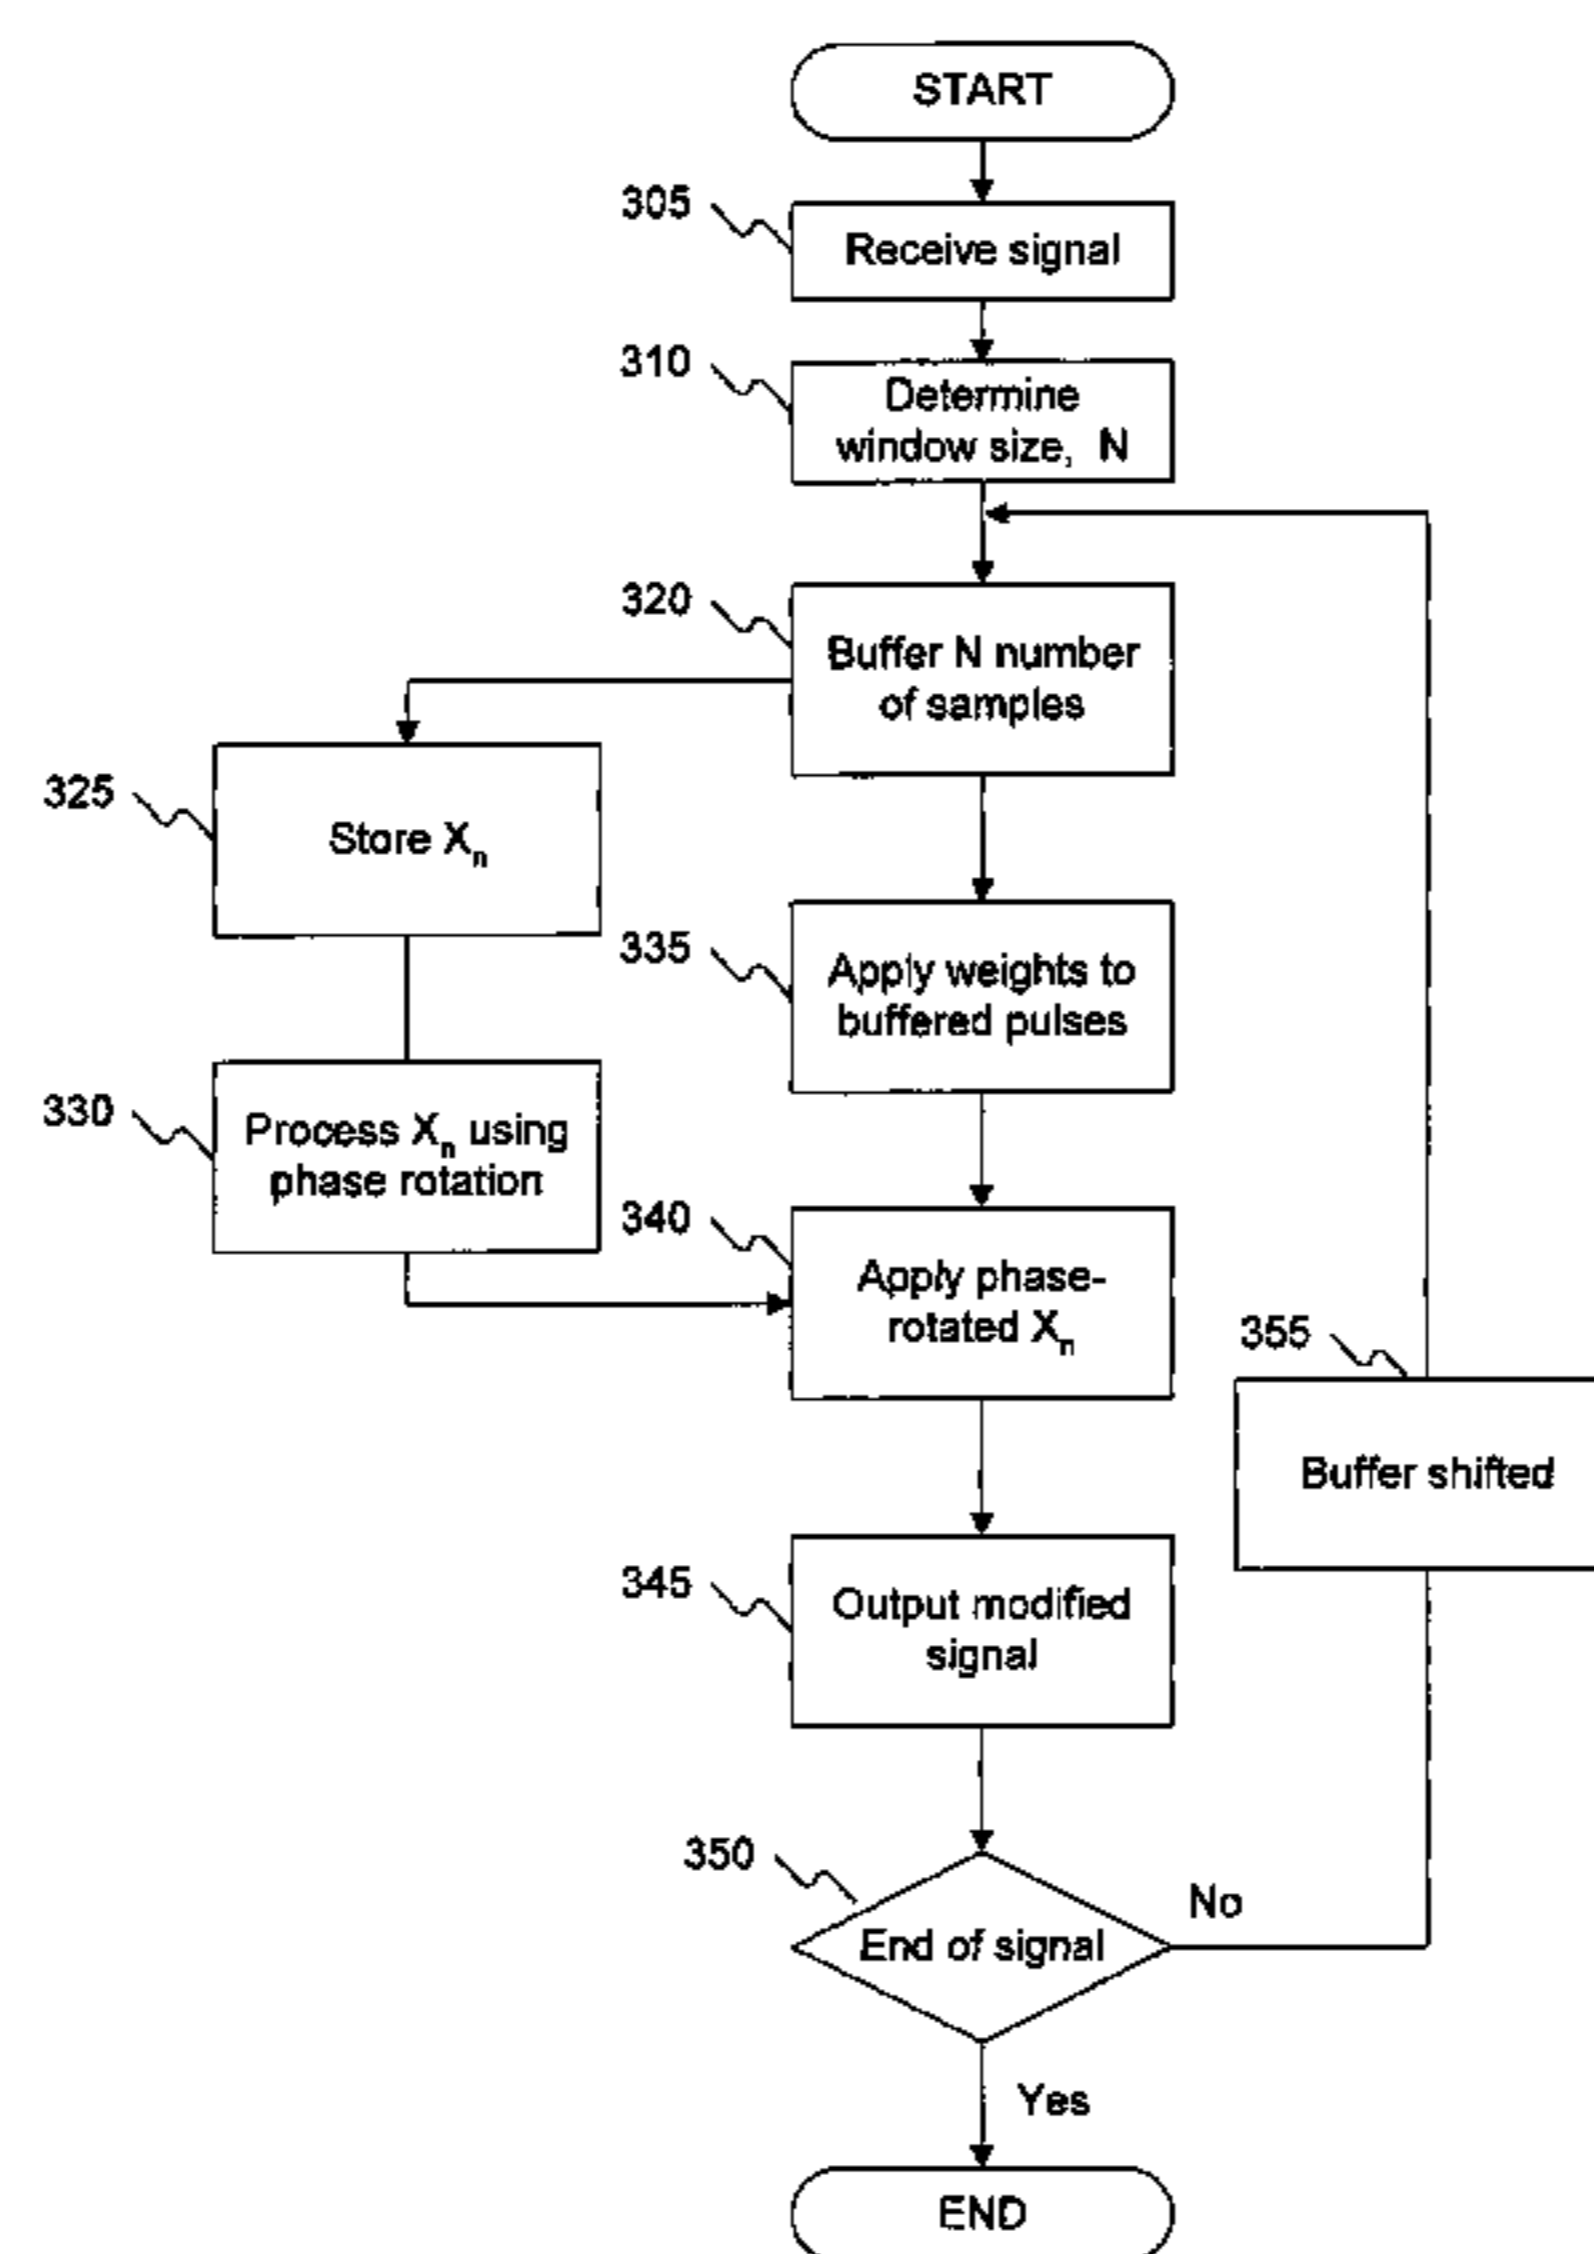 START
305
Receive signal
310
Determine
window size, N
320
Buffer N number
of samples
325
Store Xn
335
Apply weights to
buffered pulses
330
Process Xn using
phase rotation
340
Apply phase-
rotated Xn
355
Buffer shifted
345
Output modified
signal
350
End of signal
No
Yes
END